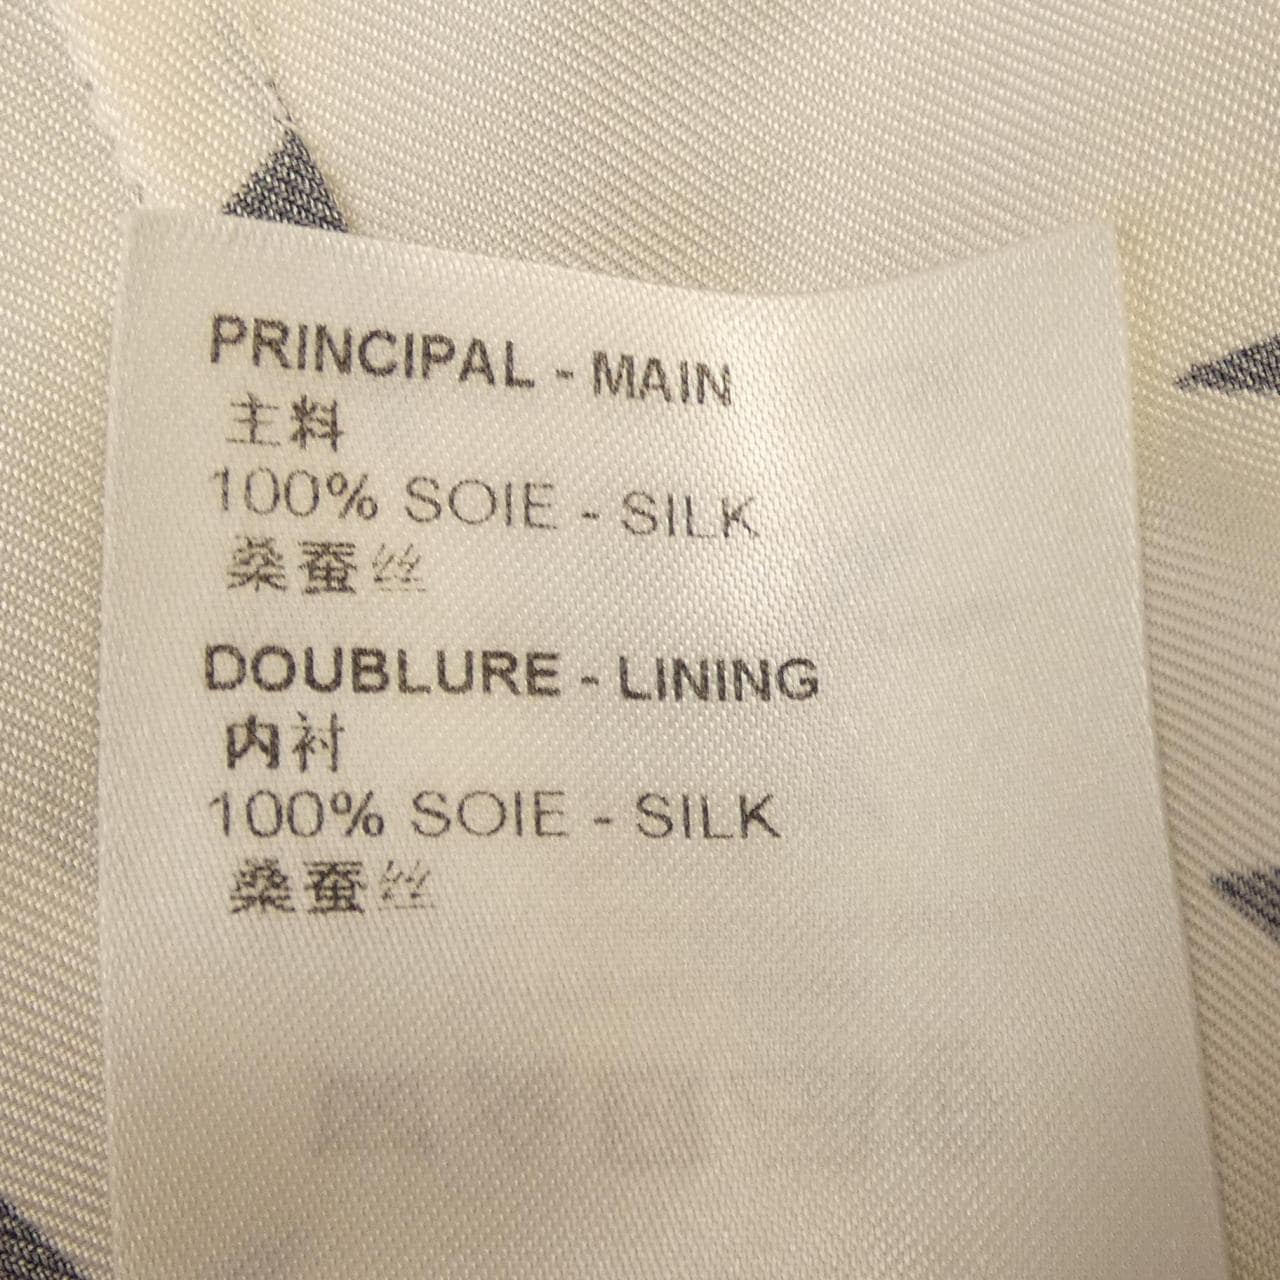 PRINCIPAL - MAIN
主料
100% SOIE - SILK
桑蚕丝
DOUBLURE - LINING
内衬
100% SOIE - SILK
桑蚕丝